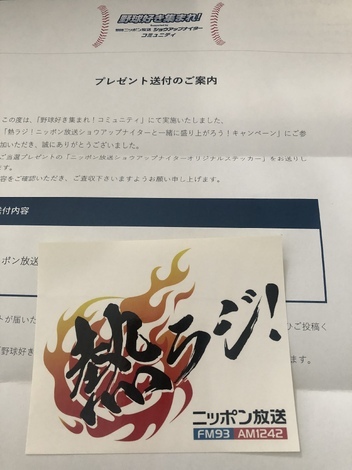 野球好き集まれ!
Supported by
ニッポン放送 ショウアップナイター
コミュニティ
プレゼント送付のご案内
この度は、「野球好き集まれ!コミュニティ」にて実施いたしました、
「熱ラジ!ニッポン放送ショウアップナイターと一緒に盛り上がろう!キャンペーン」にご参
加いただき、誠にありがとうございました。
ご当選プレゼントの「ニッポン放送ショウアップナイターオリジナルステッカー」をお送りし
ます。
容をご確認いただき、ご査収下さいますようお願い申し上げます。
送付内容
ッポン放送
トが届いた
ひご投稿く
「野球好き
ます。
熱ラジ!
ニッポン放送
FM93 AM1242